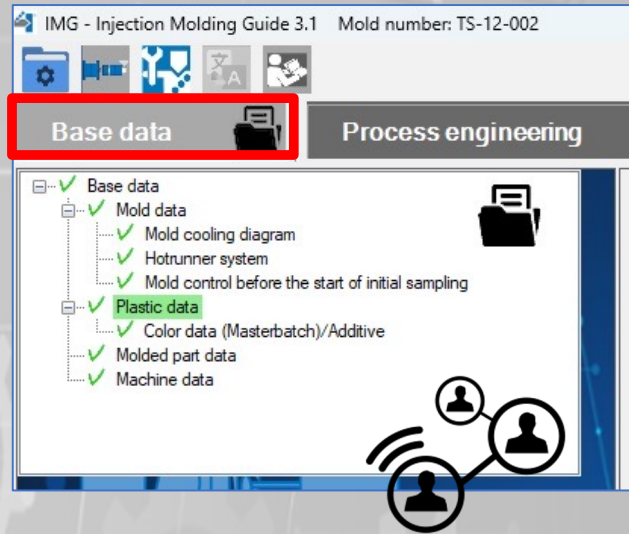 IMG - Injection Molding Guide 3.1 Mold number: TS-12-002
Base data Process engineering
Base data
Mold data
Mold cooling diagram
Hotrunner system
Mold control before the start of initial sampling
Plastic data
Color data (Masterbatch)/Additive
Molded part data
Machine data